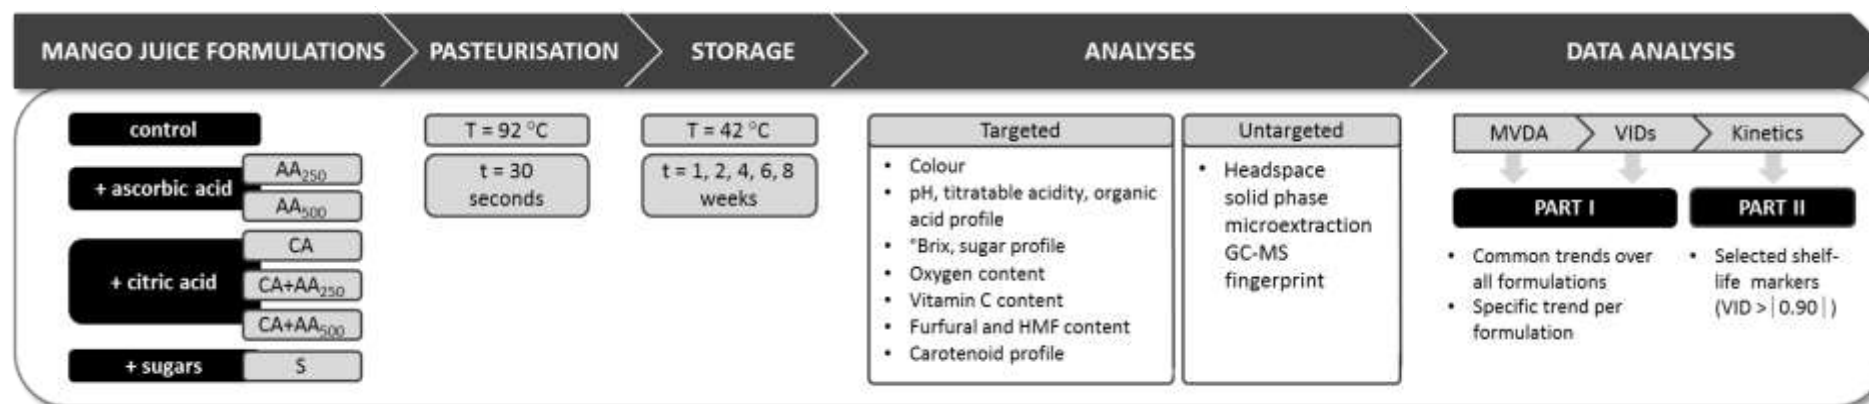 MANGO JUICE FORMULATIONS
PASTEURISATION
STORAGE
ANALYSES
DATA ANALYSIS
control
+ ascorbic acid
AA250
AA500
+ citric acid
CA
CA+AA250
CA+AA500
+ sugars
S
T = 92 °C
t = 30
seconds
T = 42 °C
t = 1, 2, 4, 6, 8
weeks
Targeted
• Colour
• pH, titratable acidity, organic
acid profile
• °Brix, sugar profile
• Oxygen content
• Vitamin C content
• Furfural and HMF content
• Carotenoid profile
Untargeted
• Headspace
solid phase
microextraction
GC-MS
fingerprint
MVDA
VIDs
Kinetics
PART I
• Common trends over
all formulations
• Specific trend per
formulation
PART II
• Selected shelf-
life markers
(VID >|0.90|)